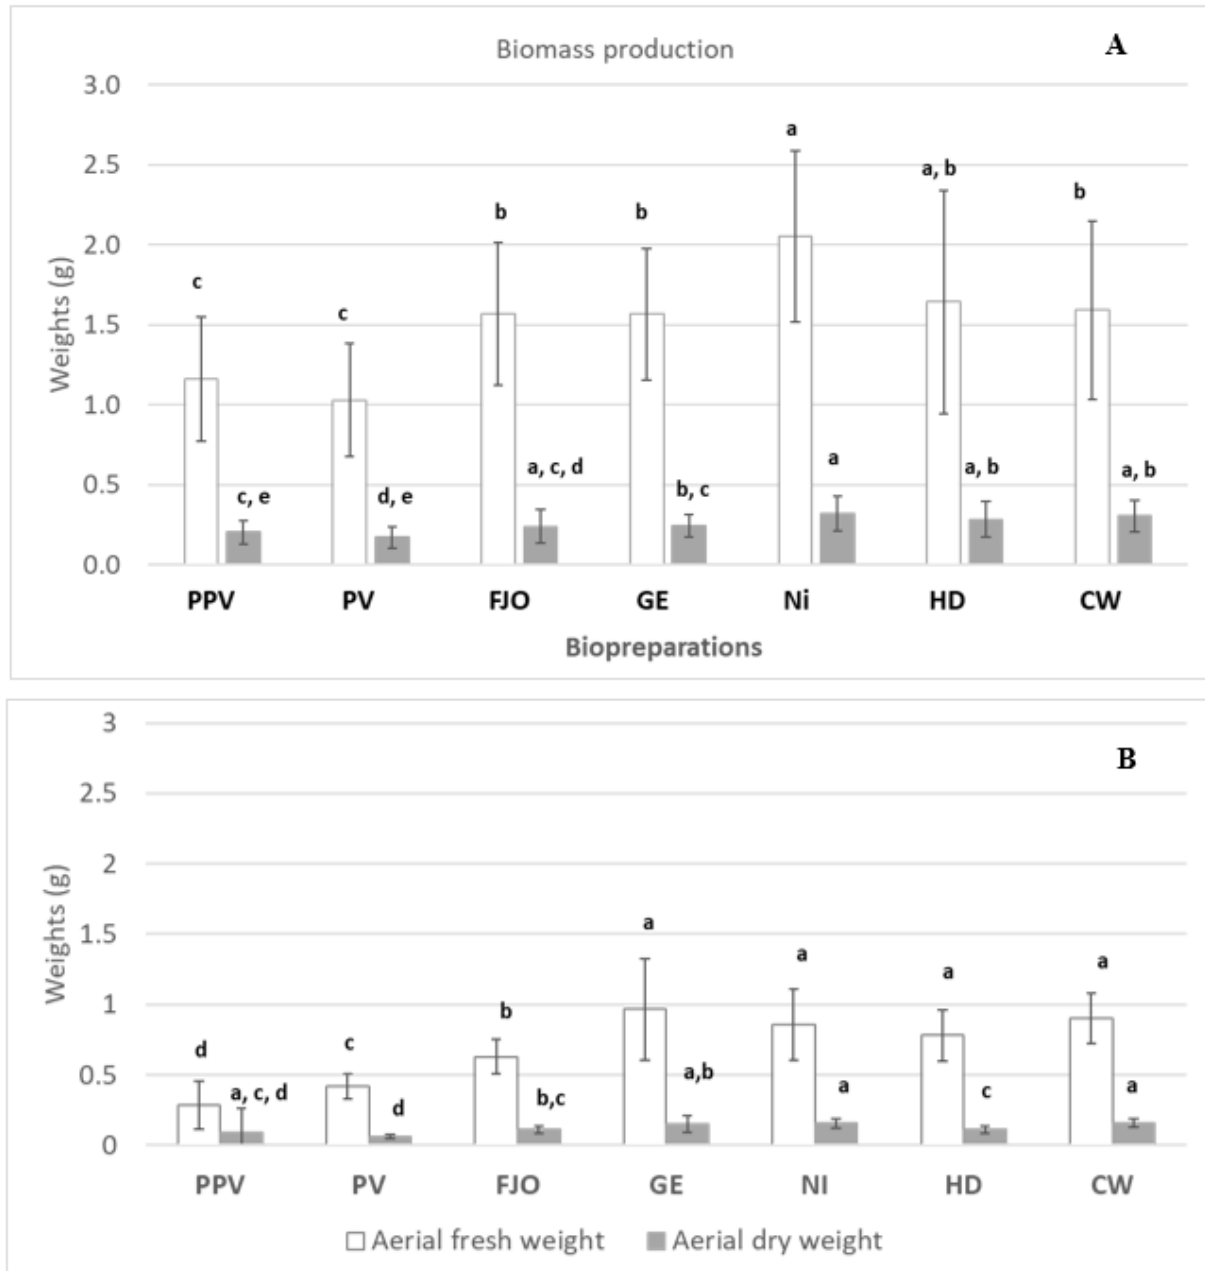 Biomass production
A
3.0
2.5
2.0
1.5
1.0
0.5
0.0
Weights (g)
c
c, e
c
d, e
b
a, c, d
b
b, c
a
a
a, b
a, b
b
a, b
PPV PV FJO GE Ni HD CW
Biopreparations
B
3
2.5
2
1.5
1
0.5
0
Weights (g)
d
a, c, d
c
d
b
b,c
a
a,b
a
a
a
c
a
a
PPV PV FJO GE NI HD CW
Aerial fresh weight Aerial dry weight